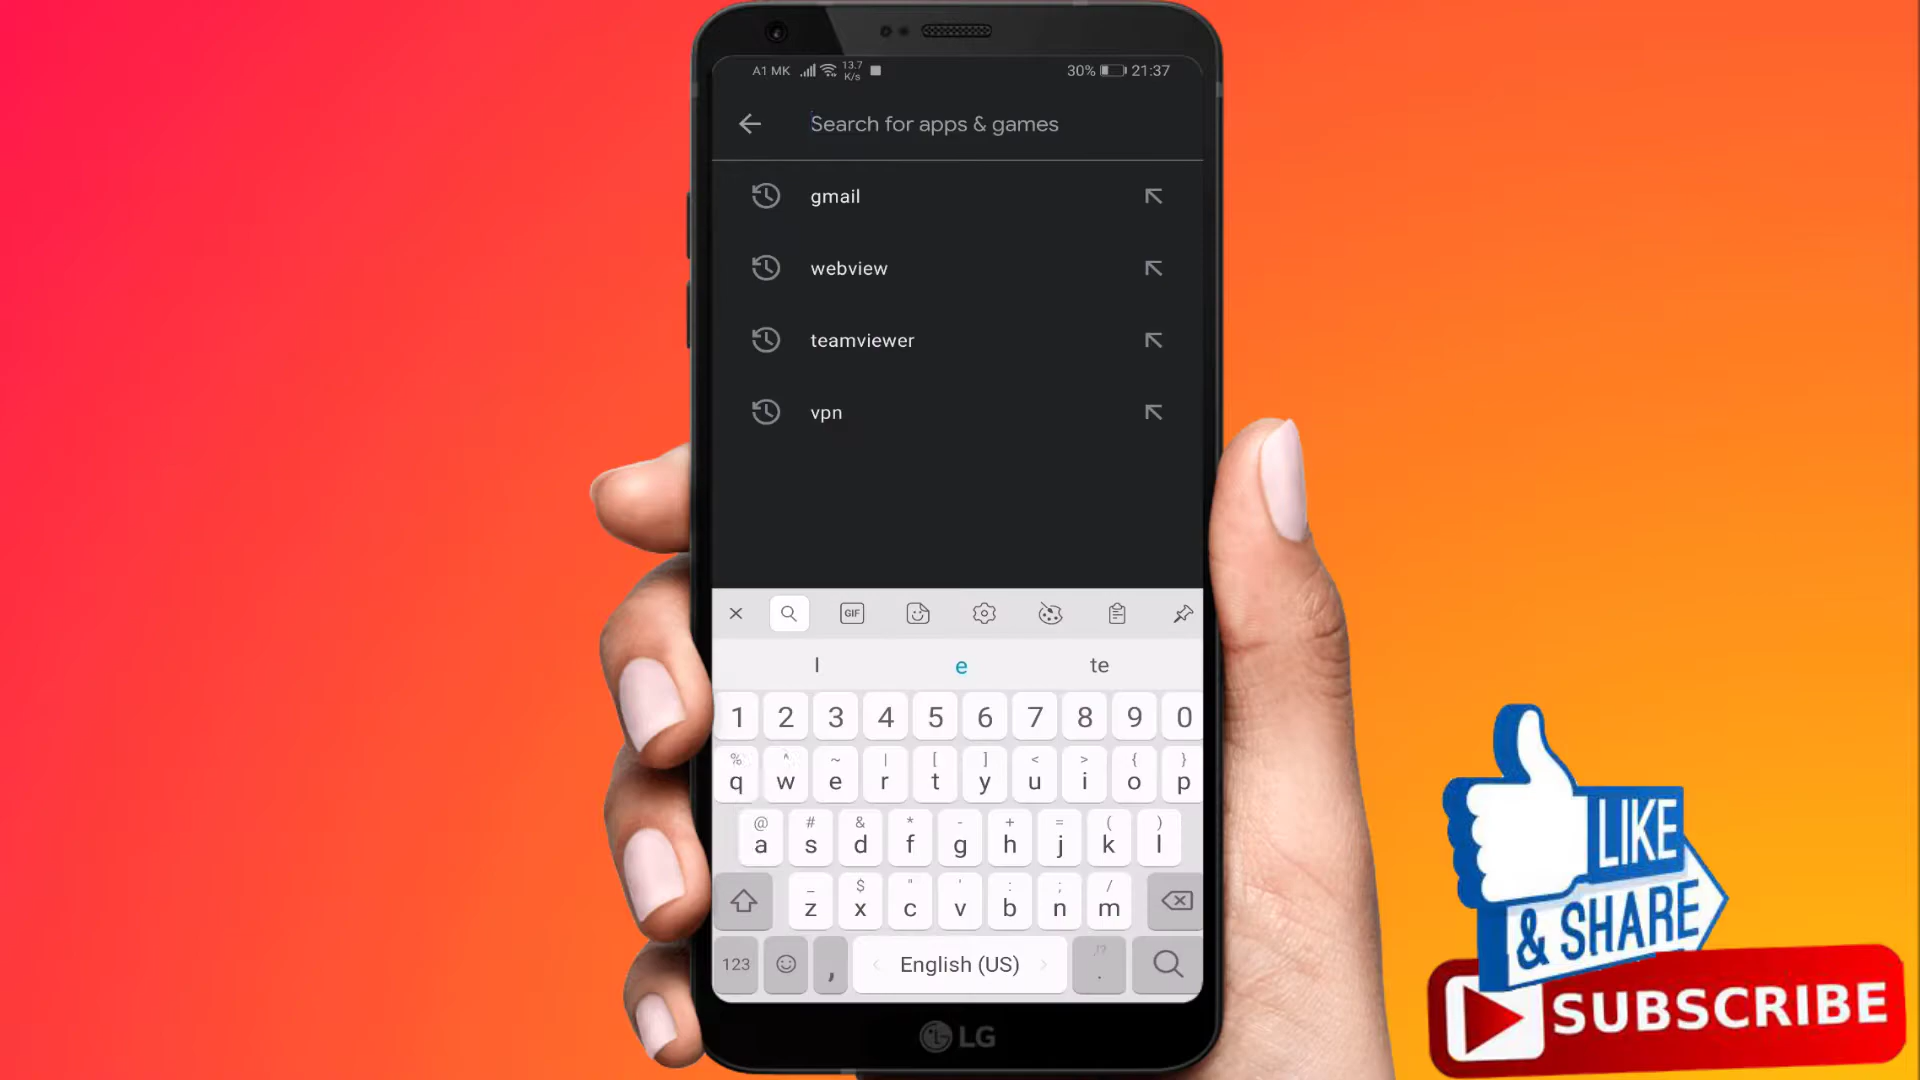 A1 MK 13.7 K/s 30% 21:37
Search for apps & games
gmail
webview
teamviewer
vpn
GIF
I e te
1 2 3 4 5 6 7 8 9 0
% ^ ~ | [ ] < > { }
q w e r t y u i o p
@ # & * - + = ( )
a s d f g h j k l
_ $ " ' : ; /
z x c v b n m
123 , English (US) .
LG
LIKE
& SHARE
SUBSCRIBE